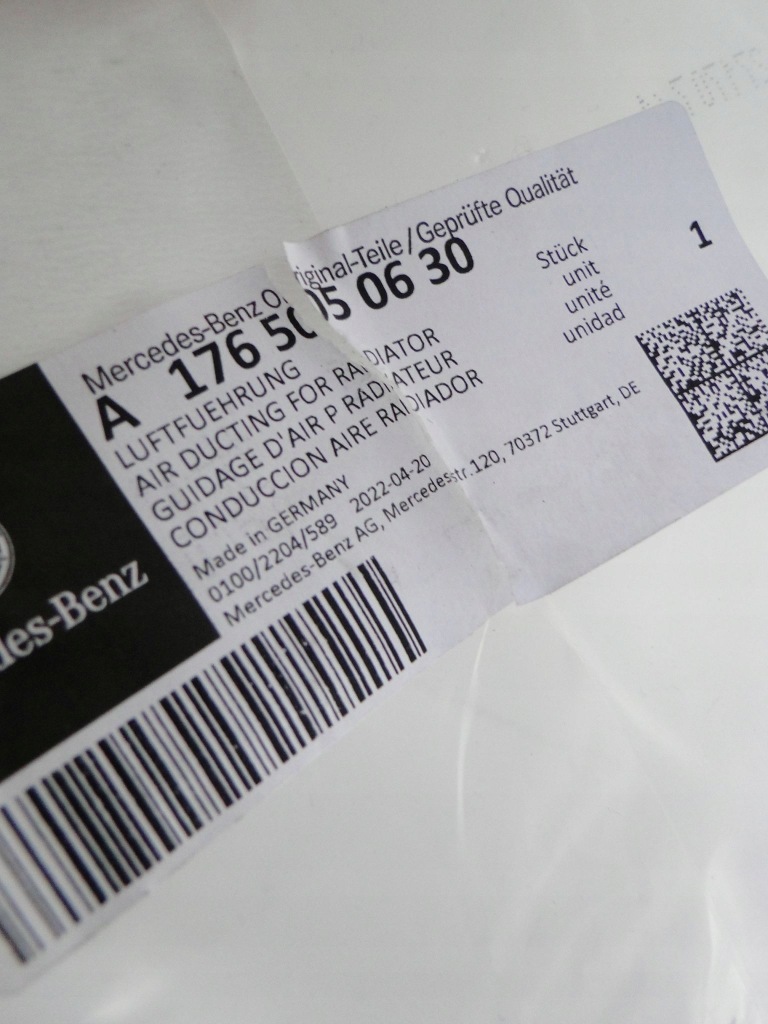 Mercedes-Benz Original-Teile / Geprüfte Qualität
A 176 505 06 30
LUFTFUEHRUNG
AIR DUCTING FOR RADIATOR
GUIDAGE D'AIR P RADIATEUR
CONDUCCION AIRE RADIADOR
Made in GERMANY
0100/2204/589 2022-04-20
Mercedes-Benz AG, Mercedesstr.120, 70372 Stuttgart, DE
Stück 1
unit
unité
unidad
des-Benz